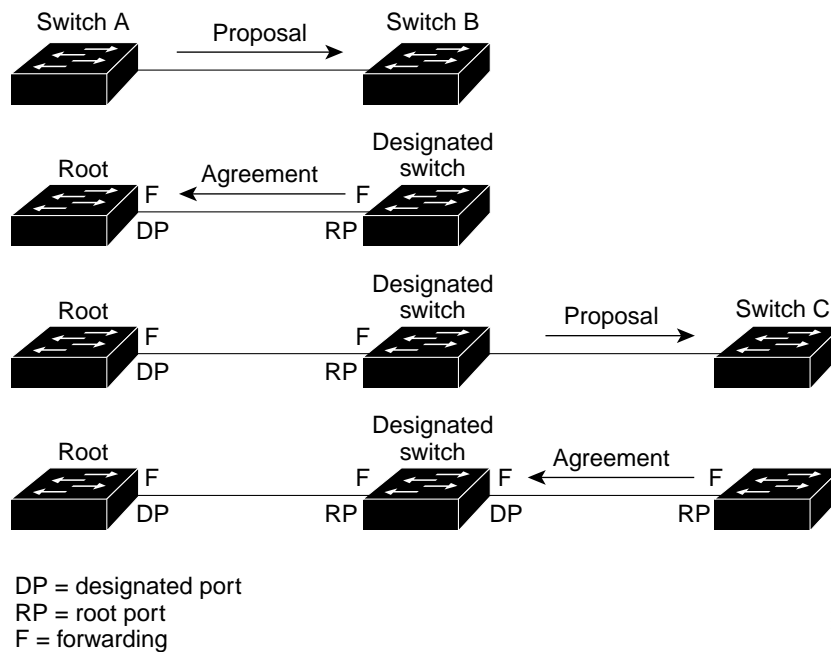 Switch A
Proposal
Switch B
Root
F
Agreement
F
Designated
switch
DP
RP
Root
F
F
Designated
switch
Proposal
Switch C
DP
RP
Root
F
F
Designated
switch
F
Agreement
F
DP
RP
DP
RP
DP = designated port
RP = root port
F = forwarding